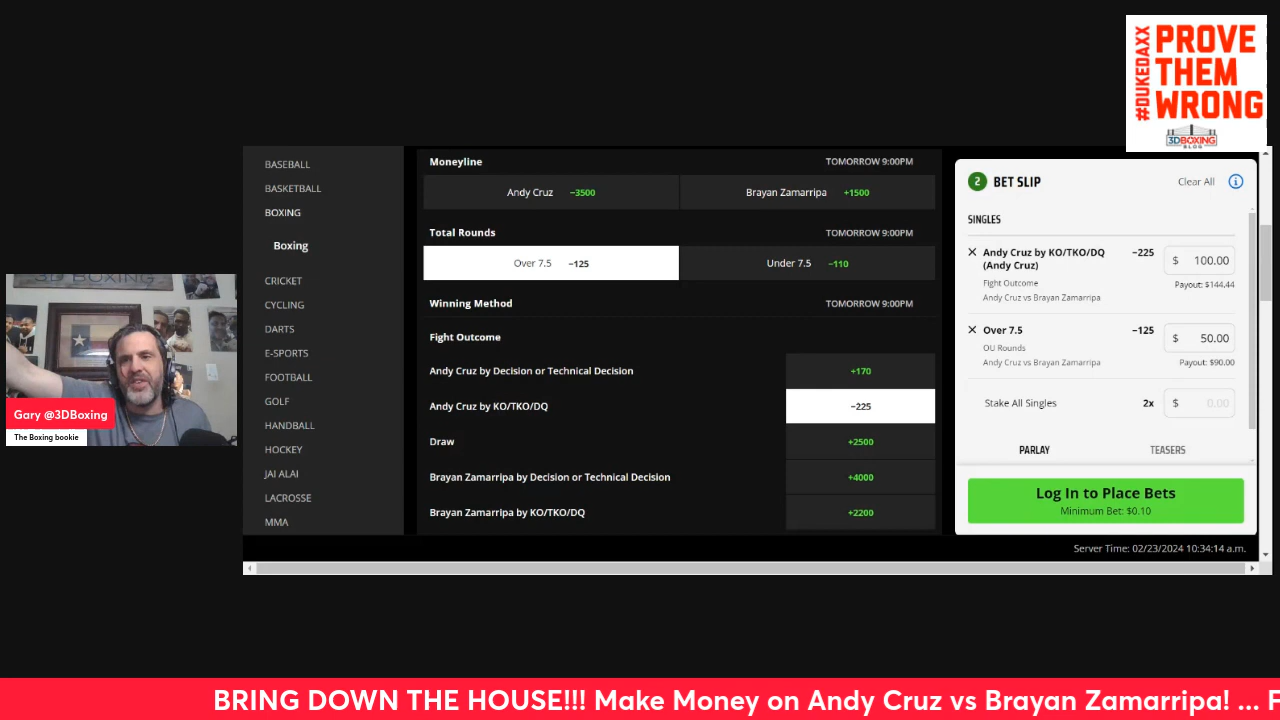 #DUKEDAXX
PROVE
THEM
WRONG
3DBOXING
BLOG
3D BOXING
Gary @3DBoxing
The Boxing bookie
BASEBALL
BASKETBALL
BOXING
Boxing
CRICKET
CYCLING
DARTS
E-SPORTS
FOOTBALL
GOLF
HANDBALL
HOCKEY
JAI ALAI
LACROSSE
MMA
Moneyline TOMORROW 9:00PM
Andy Cruz −3500 Brayan Zamarripa +1500
Total Rounds TOMORROW 9:00PM
Over 7.5 −125 Under 7.5 −110
Winning Method TOMORROW 9:00PM
Fight Outcome
Andy Cruz by Decision or Technical Decision +170
Andy Cruz by KO/TKO/DQ −225
Draw +2500
Brayan Zamarripa by Decision or Technical Decision +4000
Brayan Zamarripa by KO/TKO/DQ +2200
2 BET SLIP Clear All
SINGLES
Andy Cruz by KO/TKO/DQ −225 $ 100.00
(Andy Cruz)
Fight Outcome Payout: $144.44
Andy Cruz vs Brayan Zamarripa
Over 7.5 −125 $ 50.00
OU Rounds
Andy Cruz vs Brayan Zamarripa Payout: $90.00
Stake All Singles 2x $ 0.00
PARLAY TEASERS
Log In to Place Bets
Minimum Bet: $0.10
Server Time: 02/23/2024 10:34:14 a.m.
BRING DOWN THE HOUSE!!! Make Money on Andy Cruz vs Brayan Zamarripa! ... F